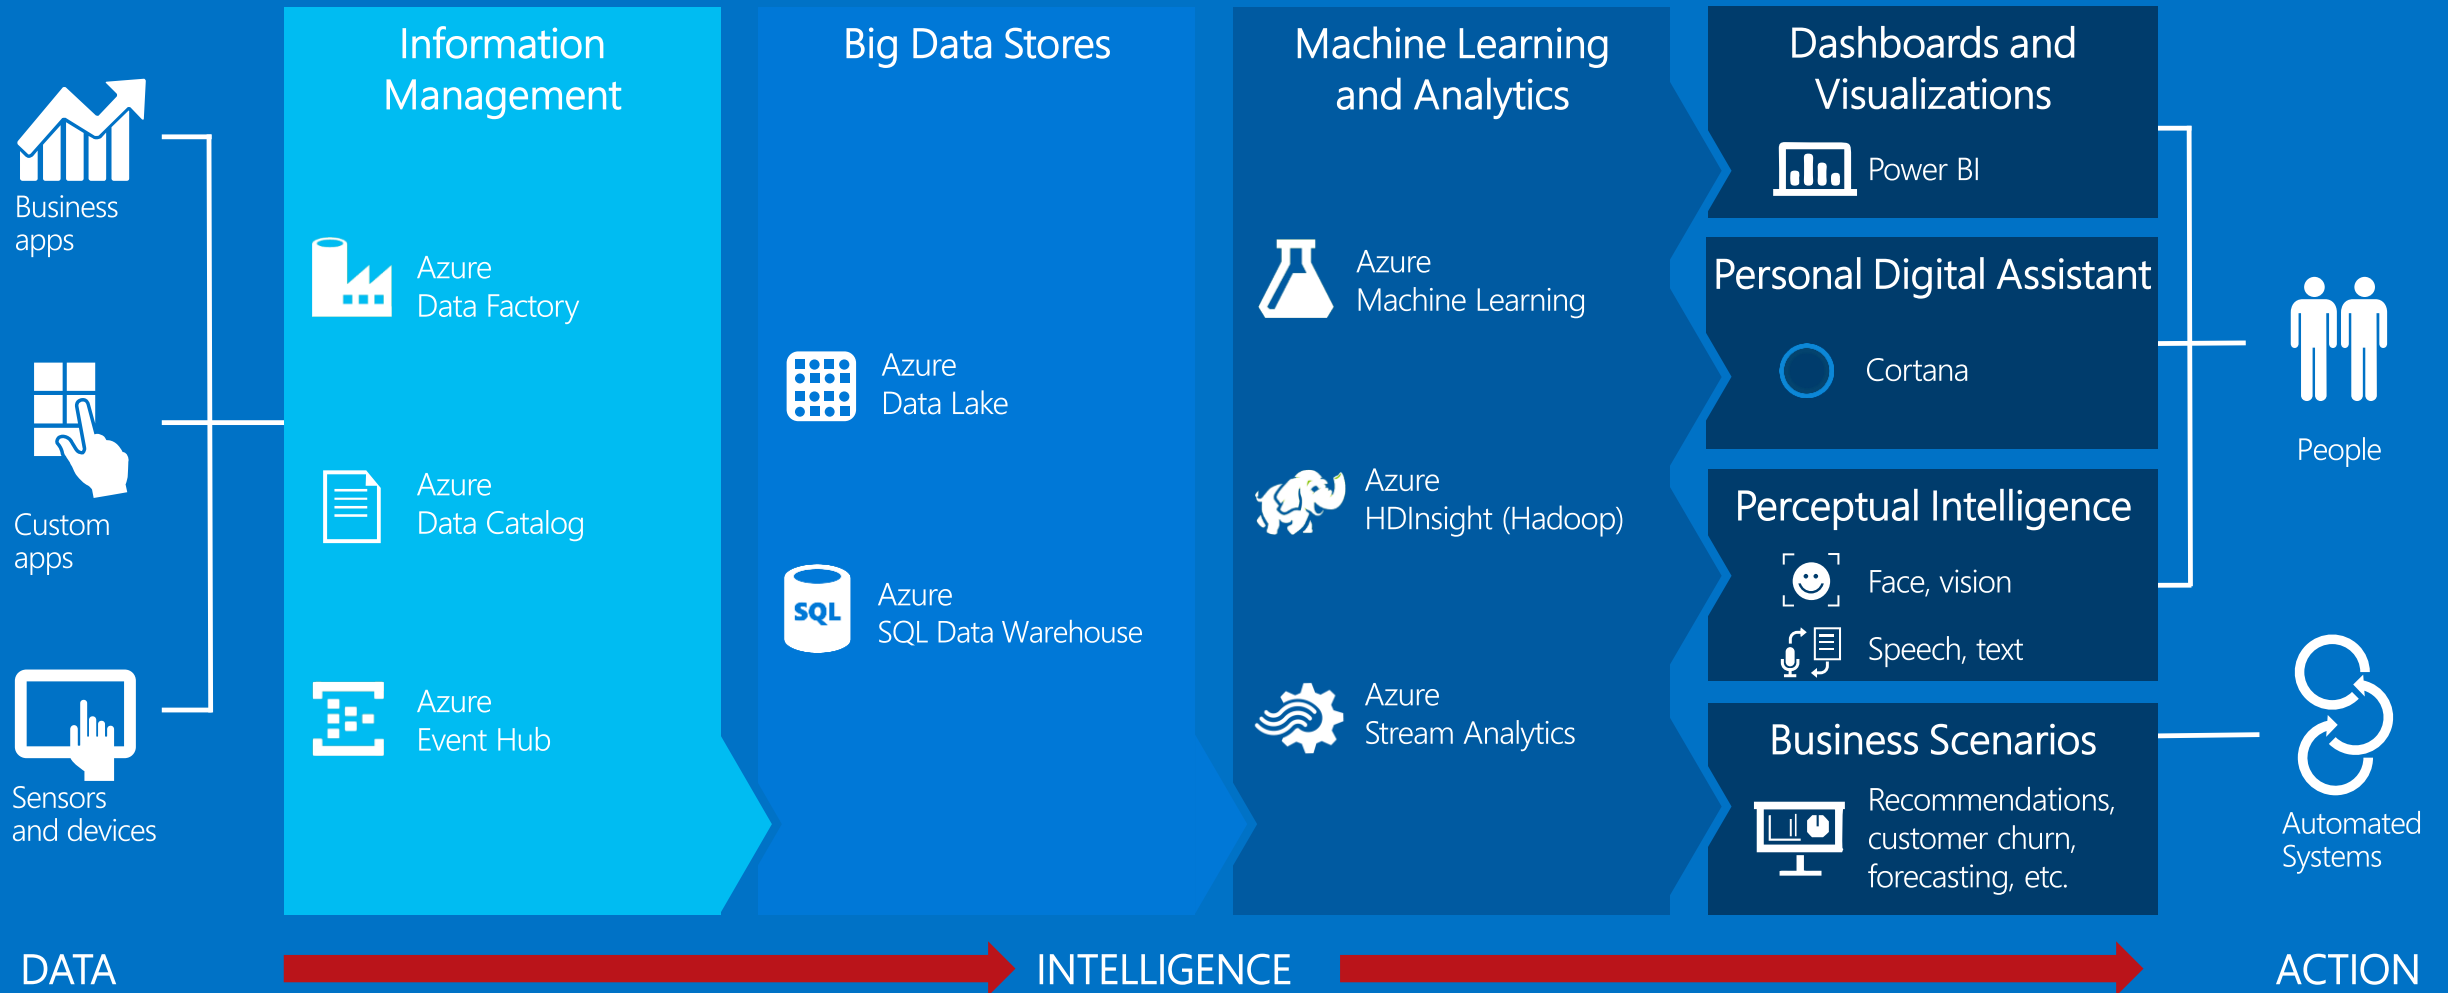 Business
apps
Custom
apps
Sensors
and devices
Information
Management
Azure
Data Factory
Azure
Data Catalog
Azure
Event Hub
Big Data Stores
Azure
Data Lake
SQL
Azure
SQL Data Warehouse
Machine Learning
and Analytics
Azure
Machine Learning
Azure
HDInsight (Hadoop)
Azure
Stream Analytics
Dashboards and
Visualizations
Power BI
Personal Digital Assistant
Cortana
Perceptual Intelligence
Face, vision
Speech, text
Business Scenarios
Recommendations,
customer churn,
forecasting, etc.
People
Automated
Systems
DATA
INTELLIGENCE
ACTION